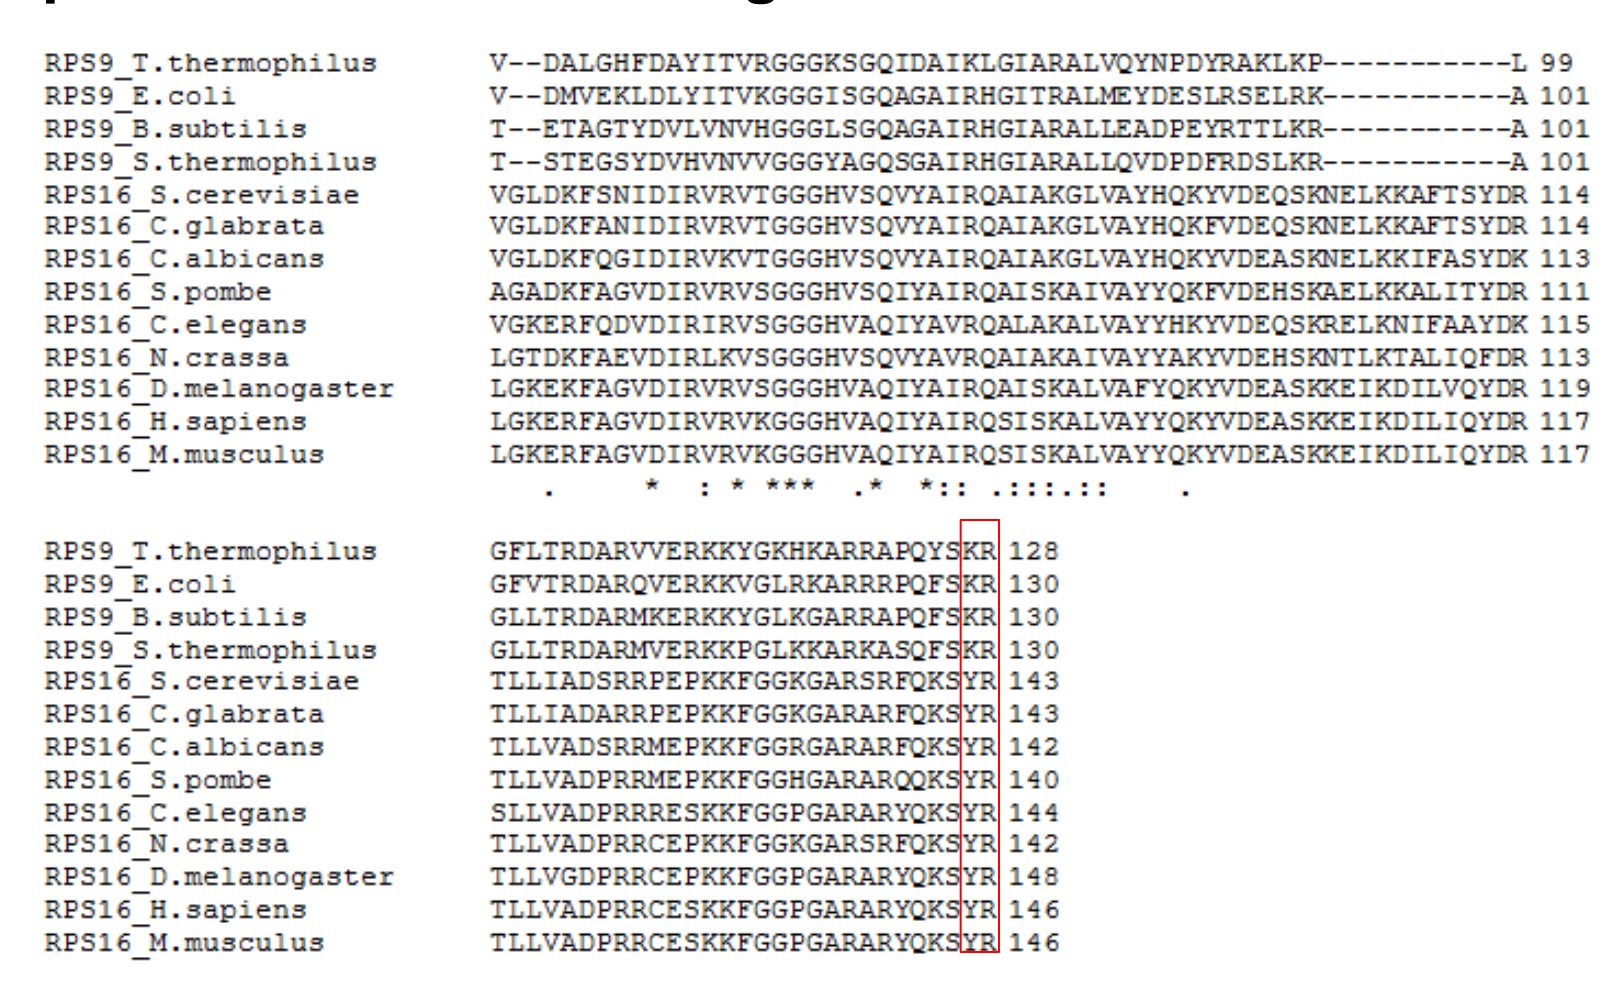 RPS9_T.thermophilus V--DALGHFDAYITVRGGGKSGQIDAIKLGIARALVQYNPDYRAKLKP-----------L 99
RPS9_E.coli V--DMVEKLDLYITVKGGGISGQAGAIRHGITRALMEYDESLRSELRK-----------A 101
RPS9_B.subtilis T--ETAGTYDVLVNVHGGGLSGQAGAIRHGIARALLEADPEYRTTLKR-----------A 101
RPS9_S.thermophilus T--STEGSYDVHVNVVGGGYAGQSGAIRHGIARALLQVDPDFRDSLKR-----------A 101
RPS16_S.cerevisiae VGLDKFSNIDIRVRVTGGGHVSQVYAIRQAIAKGLVAYHQKYVDEQSKNELKKAFTSYDR 114
RPS16_C.glabrata VGLDKFANIDIRVRVTGGGHVSQVYAIRQAIAKGLVAYHQKFVDEQSKNELKKAFTSYDR 114
RPS16_C.albicans VGLDKFQGIDIRVKVTGGGHVSQVYAIRQAIAKGLVAYHQKYVDEASKNELKKIFASYDK 113
RPS16_S.pombe AGADKFAGVDIRVRVSGGGHVSQIYAIRQAISKAIVAYYQKFVDEHSKAELKKALITYDR 111
RPS16_C.elegans VGKERFQDVDIRIRVSGGGHVAQIYAVRQALAKALVAYYHKYVDEQSKRELKNIFAAYDK 115
RPS16_N.crassa LGTDKFAEVDIRLKVSGGGHVSQVYAVRQAIAKAIVAYYAKYVDEHSKNTLKTALIQFDR 113
RPS16_D.melanogaster LGKEKFAGVDIRVRVSGGGHVAQIYAIRQAISKALVAFYQKYVDEASKKEIKDILVQYDR 119
RPS16_H.sapiens LGKERFAGVDIRVRVKGGGHVAQIYAIRQSISKALVAYYQKYVDEASKKEIKDILIQYDR 117
RPS16_M.musculus LGKERFAGVDIRVRVKGGGHVAQIYAIRQSISKALVAYYQKYVDEASKKEIKDILIQYDR 117
. * : * *** .* *:: .:::.:: .
RPS9_T.thermophilus GFLTRDARVVERKKYGKHKARRAPQYSKR 128
RPS9_E.coli GFVTRDARQVERKKVGLRKARRRPQFSKR 130
RPS9_B.subtilis GLLTRDARMKERKKYGLKGARRAPQFSKR 130
RPS9_S.thermophilus GLLTRDARMVERKKPGLKKARKASQFSKR 130
RPS16_S.cerevisiae TLLIADSRRPEPKKFGGKGARSRFQKSYR 143
RPS16_C.glabrata TLLIADARRPEPKKFGGKGARARFQKSYR 143
RPS16_C.albicans TLLVADSRRMEPKKFGGRGARARFQKSYR 142
RPS16_S.pombe TLLVADPRRMEPKKFGGHGARARQQKSYR 140
RPS16_C.elegans SLLVADPRRRESKKFGGPGARARYQKSYR 144
RPS16_N.crassa TLLVADPRRCEPKKFGGKGARSRFQKSYR 142
RPS16_D.melanogaster TLLVGDPRRCEPKKFGGPGARARYQKSYR 148
RPS16_H.sapiens TLLVADPRRCESKKFGGPGARARYQKSYR 146
RPS16_M.musculus TLLVADPRRCESKKFGGPGARARYQKSYR 146